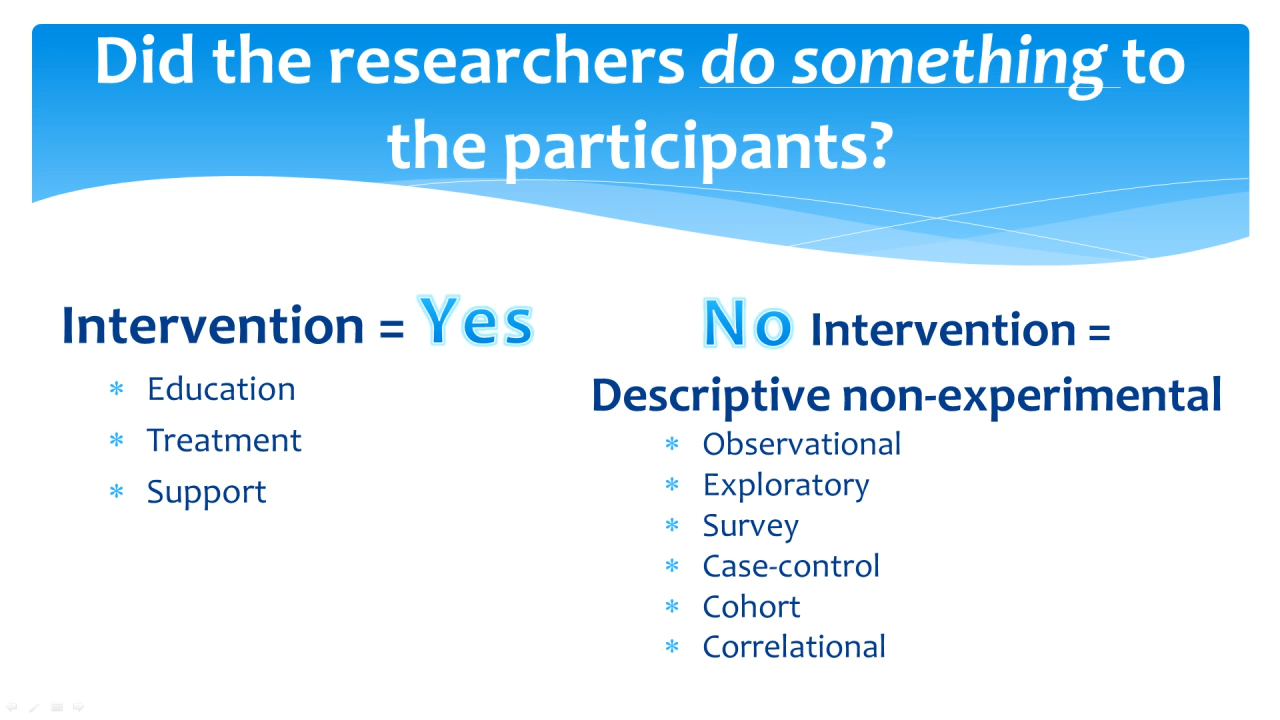 Did the researchers do something to
the participants?
Intervention = Yes
* Education
* Treatment
* Support
No Intervention =
Descriptive non-experimental
* Observational
* Exploratory
* Survey
* Case-control
* Cohort
* Correlational